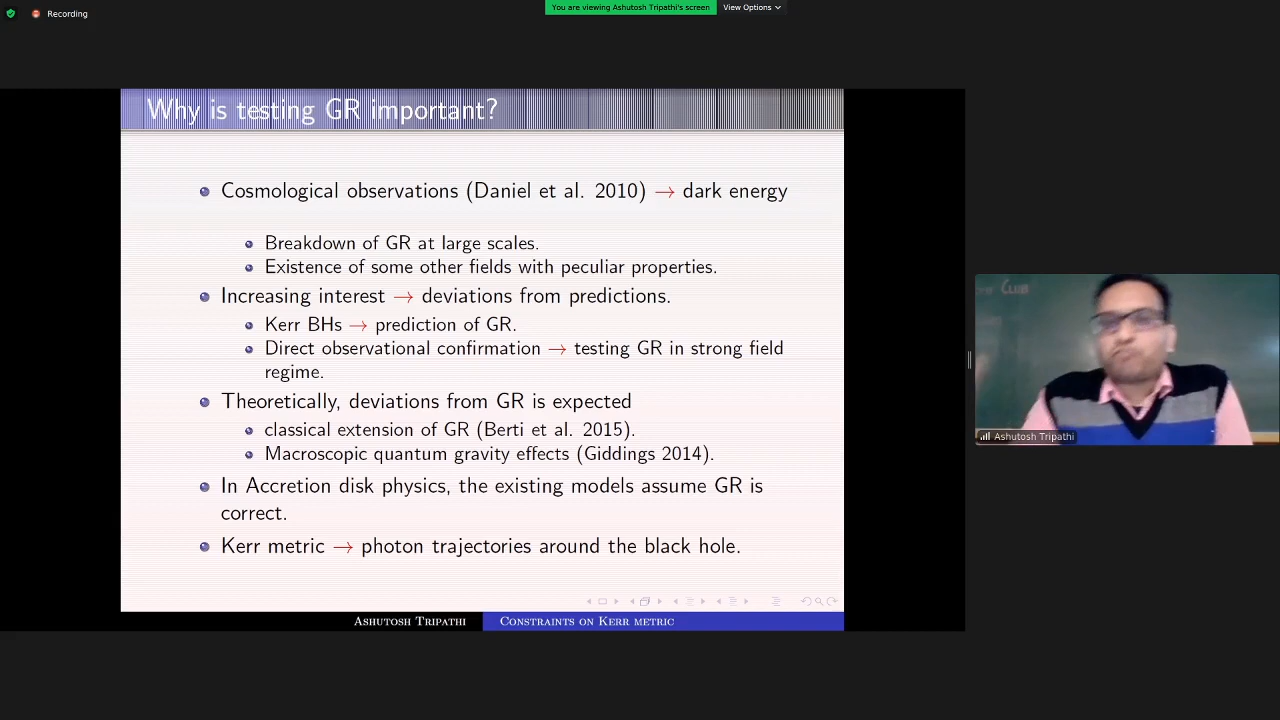 Recording
You are viewing Ashutosh Tripathi's screen
View Options
Why is testing GR important?
Cosmological observations (Daniel et al. 2010) → dark energy
Breakdown of GR at large scales.
Existence of some other fields with peculiar properties.
Increasing interest → deviations from predictions.
Kerr BHs → prediction of GR.
Direct observational confirmation → testing GR in strong field
regime.
Theoretically, deviations from GR is expected
classical extension of GR (Berti et al. 2015).
Macroscopic quantum gravity effects (Giddings 2014).
In Accretion disk physics, the existing models assume GR is
correct.
Kerr metric → photon trajectories around the black hole.
Ashutosh Tripathi
Constraints on Kerr metric
Club
Ashutosh Tripathi